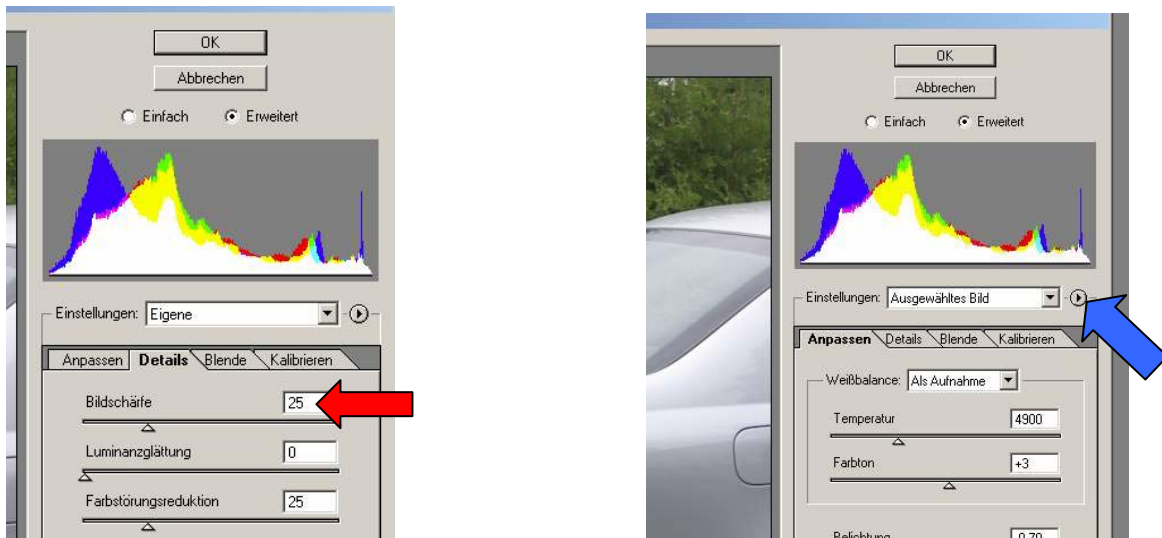 OK
Abbrechen
Einfach Erweitert
Einstellungen: Eigene
Anpassen Details Blende Kalibrieren
Bildschärfe 25
Luminanzglättung 0
Farbstörungsreduktion 25
OK
Abbrechen
Einfach Erweitert
Einstellungen: Ausgewähltes Bild
Anpassen Details Blende Kalibrieren
Weißbalance: Als Aufnahme
Temperatur 4900
Farbton +3
Belichtung